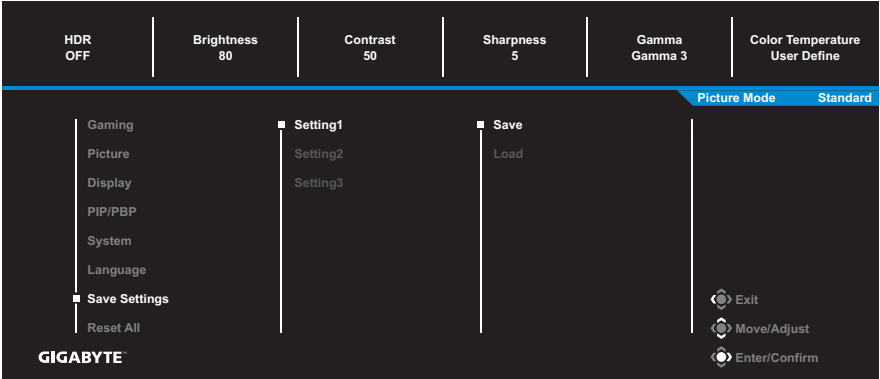 HDR Brightness Contrast Sharpness Gamma Color Temperature
OFF 80 50 5 Gamma 3 User Define
Picture Mode Standard
Gaming Setting1 Save
Picture Setting2 Load
Display Setting3
PIP/PBP
System
Language
Save Settings Exit
Reset All Move/Adjust
GIGABYTE™ Enter/Confirm